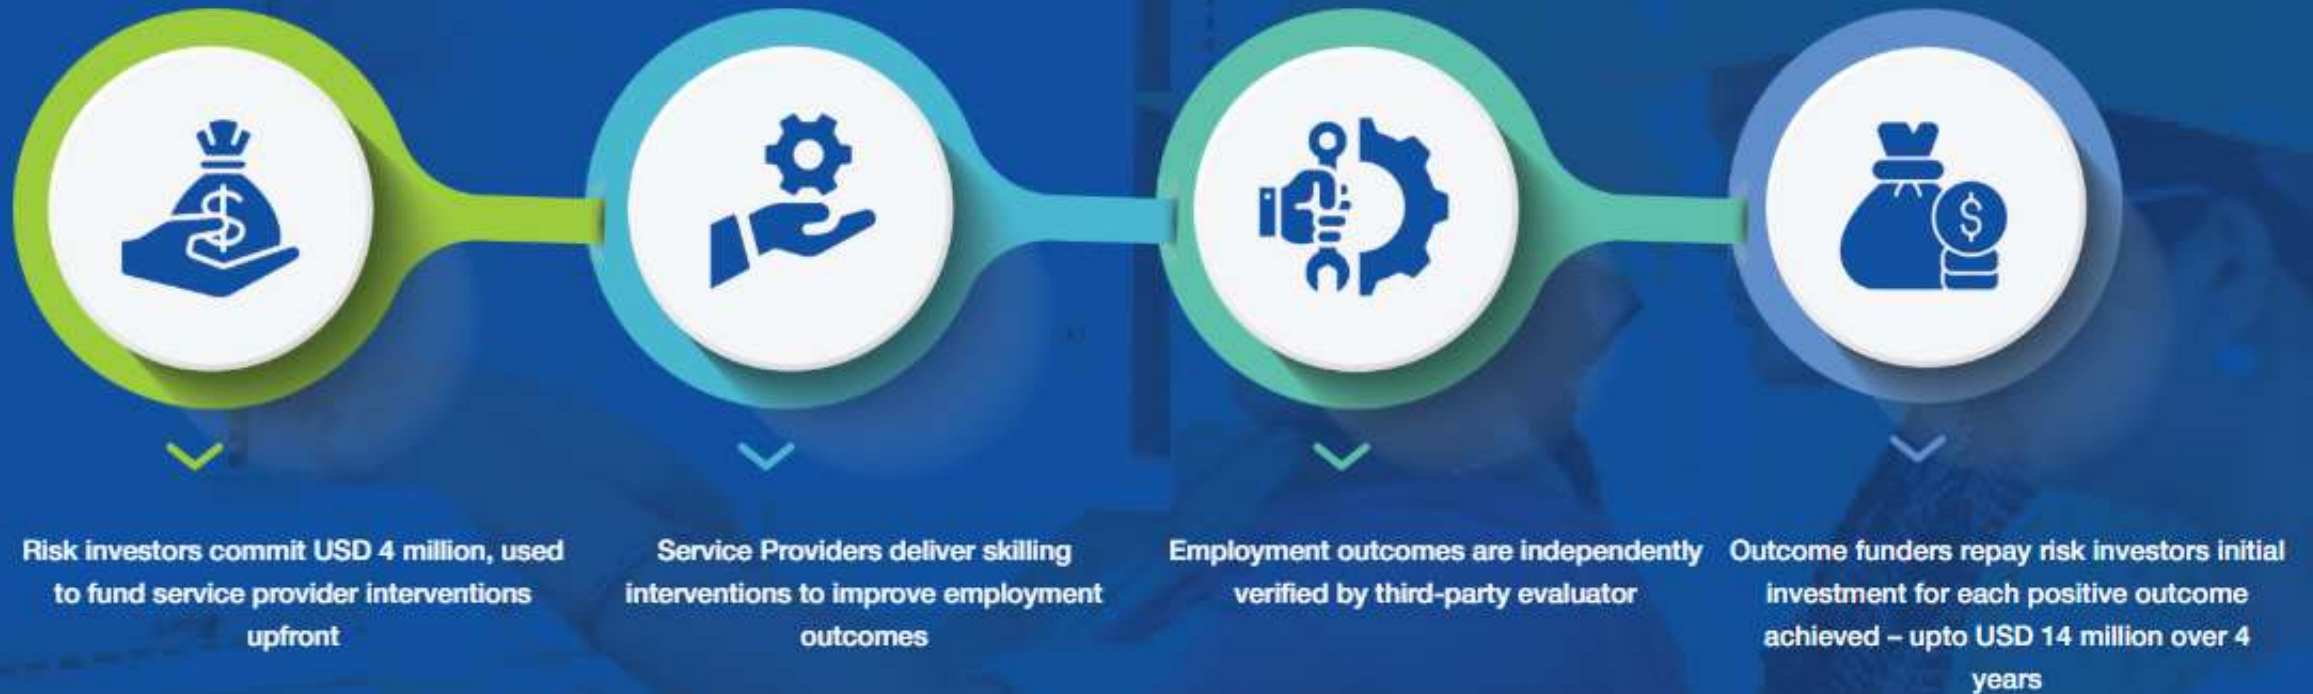 Risk investors commit USD 4 million, used
to fund service provider interventions
upfront
Service Providers deliver skilling
interventions to improve employment
outcomes
Employment outcomes are independently
verified by third-party evaluator
Outcome funders repay risk investors initial
investment for each positive outcome
achieved – upto USD 14 million over 4
years